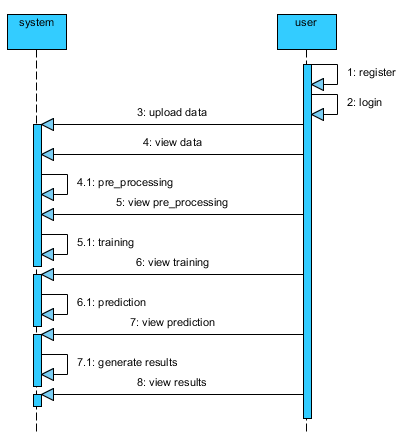 system
user
1: register
2: login
3: upload data
4: view data
4.1: pre_processing
5: view pre_processing
5.1: training
6: view training
6.1: prediction
7: view prediction
7.1: generate results
8: view results